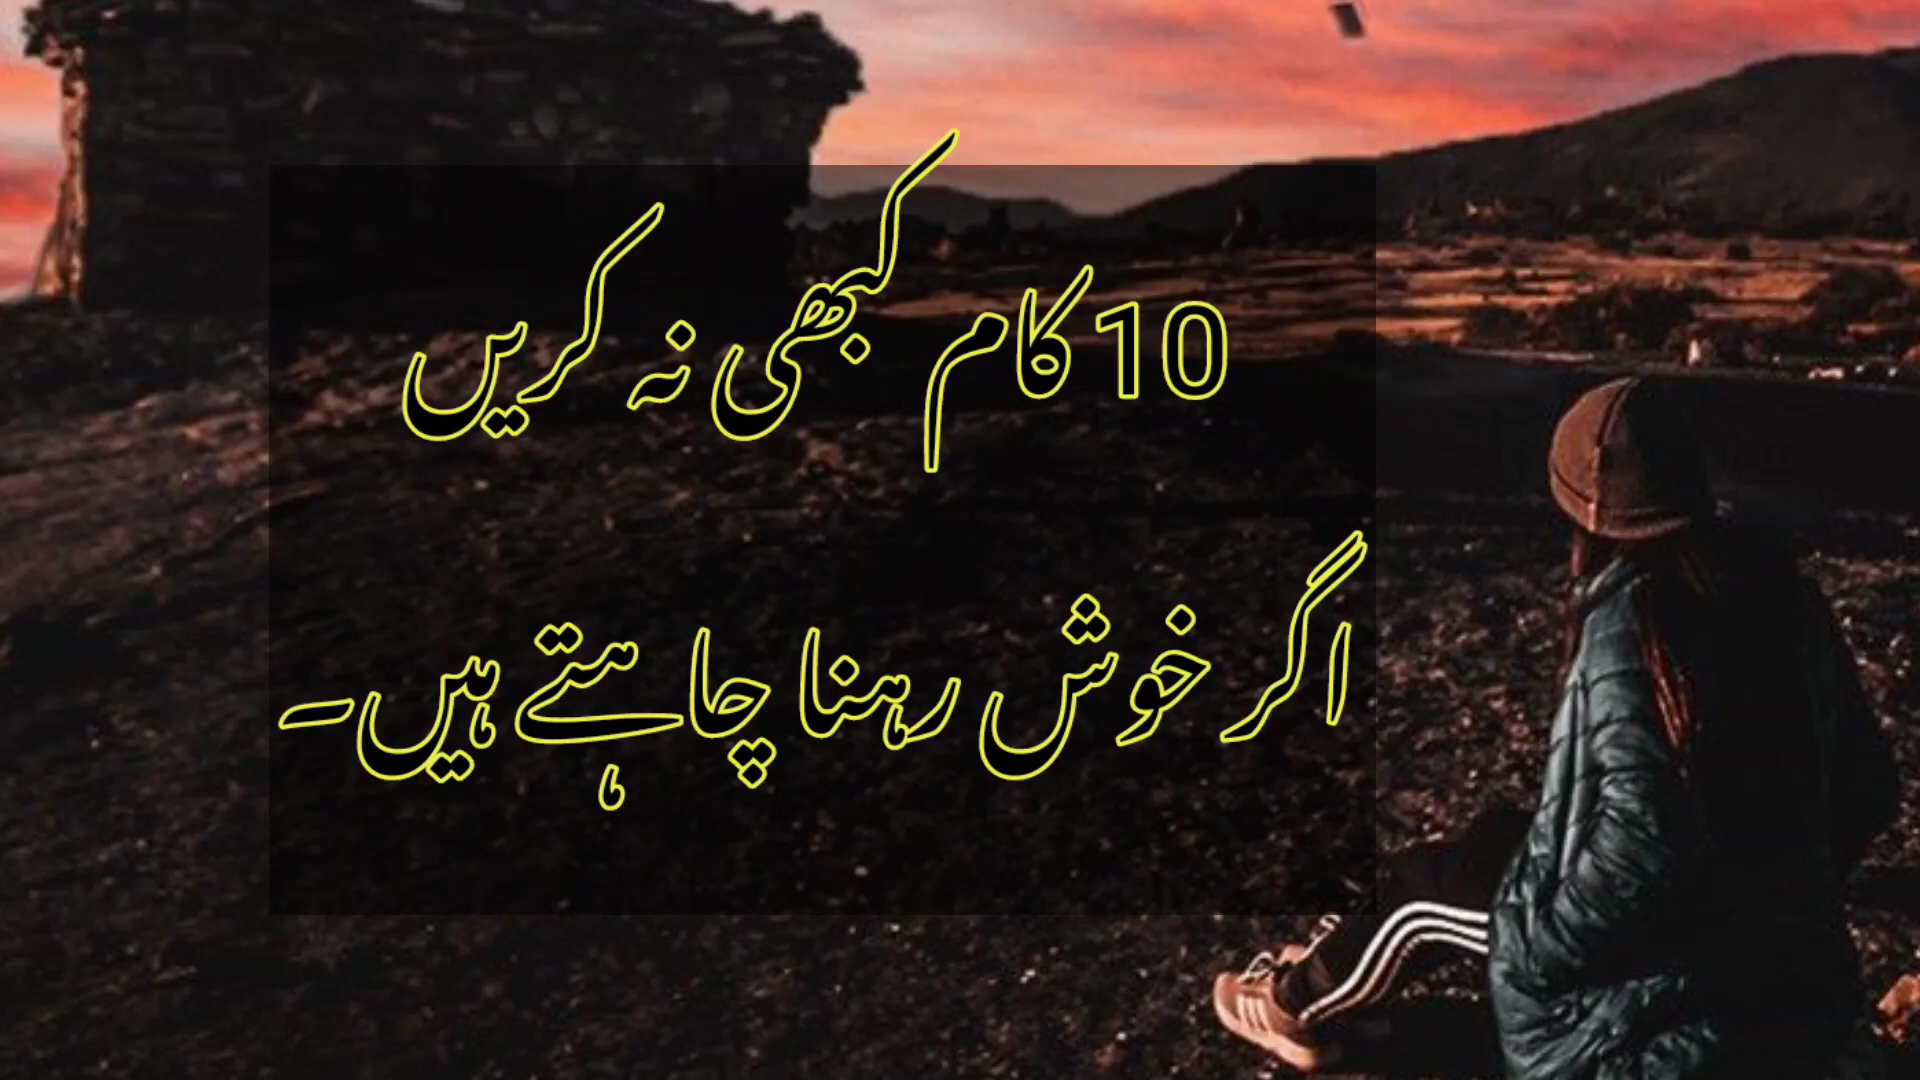 10 کام کبھی نہ کریں
اگر خوش رہنا چاہتے ہیں۔